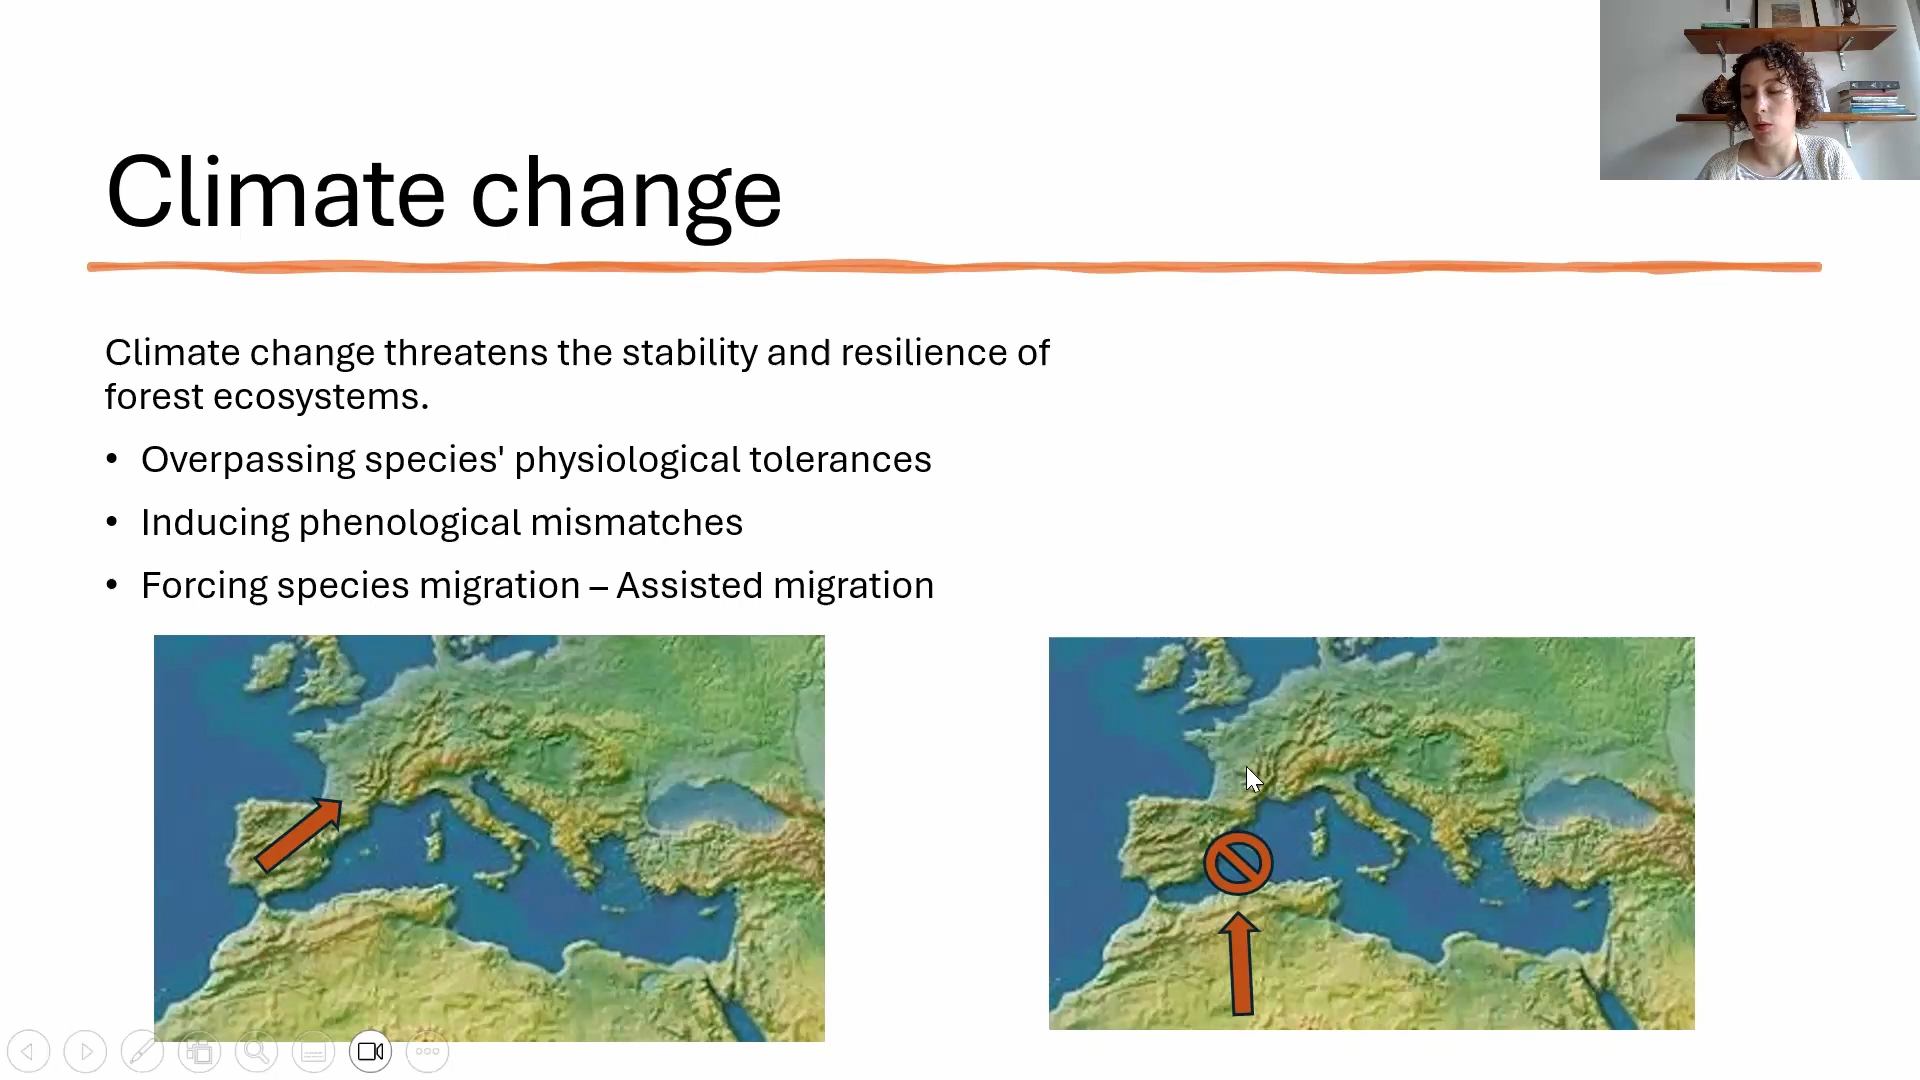 Climate change
Climate change threatens the stability and resilience of
forest ecosystems.
• Overpassing species' physiological tolerances
• Inducing phenological mismatches
• Forcing species migration – Assisted migration